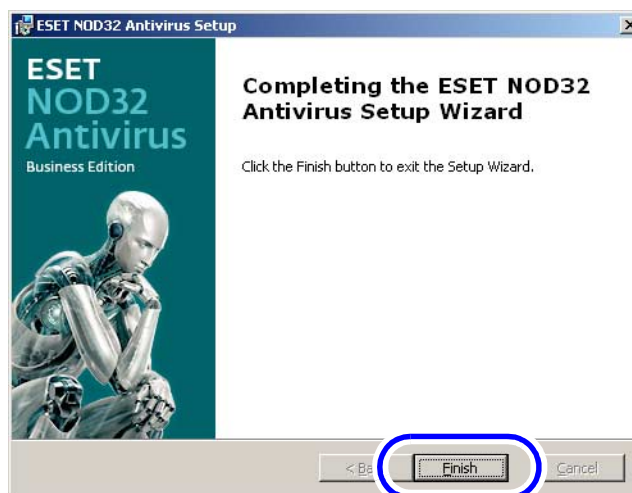 ESET NOD32 Antivirus Setup
ESET
NOD32
Antivirus
Business Edition
Completing the ESET NOD32
Antivirus Setup Wizard
Click the Finish button to exit the Setup Wizard.
Finish
Cancel